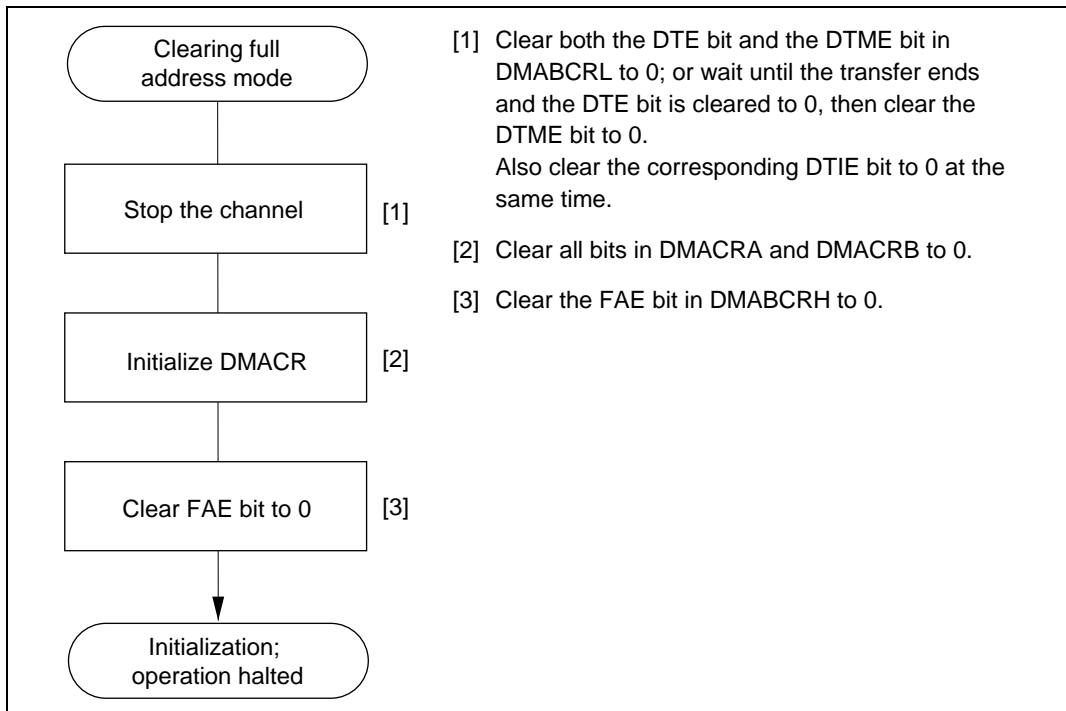 Clearing full
address mode
Stop the channel
[1]
Initialize DMACR
[2]
Clear FAE bit to 0
[3]
Initialization;
operation halted
[1] Clear both the DTE bit and the DTME bit in
DMABCRL to 0; or wait until the transfer ends
and the DTE bit is cleared to 0, then clear the
DTME bit to 0.
Also clear the corresponding DTIE bit to 0 at the
same time.
[2] Clear all bits in DMACRA and DMACRB to 0.
[3] Clear the FAE bit in DMABCRH to 0.